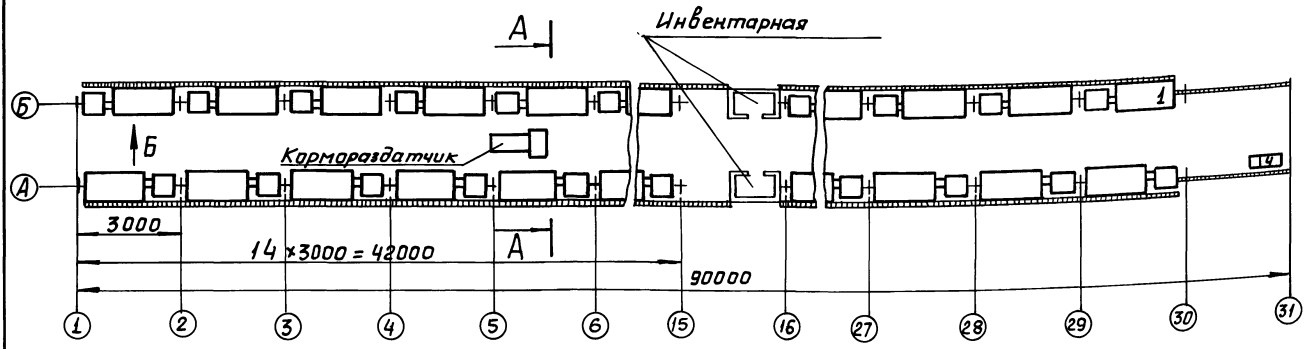 А
Инвентарная
Б
1
Б
Кормораздатчик
4
А
3000
А
14×3000=42000
90000
1 2 3 4 5 6 15 16 27 28 29 30 31